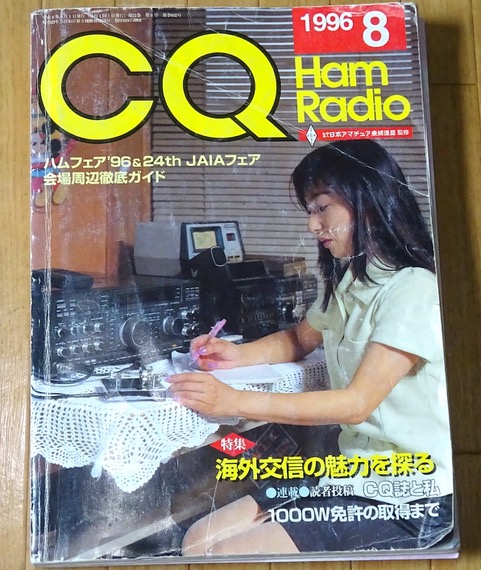 1996 8
CQ
Ham
Radio
日本アマチュア無線連盟 監修
ハムフェア'96&24th JAIAフェア
会場周辺徹底ガイド
特集
海外交信の魅力を探る
●連載●読者投稿 CQ誌と私
1000W免許の取得まで